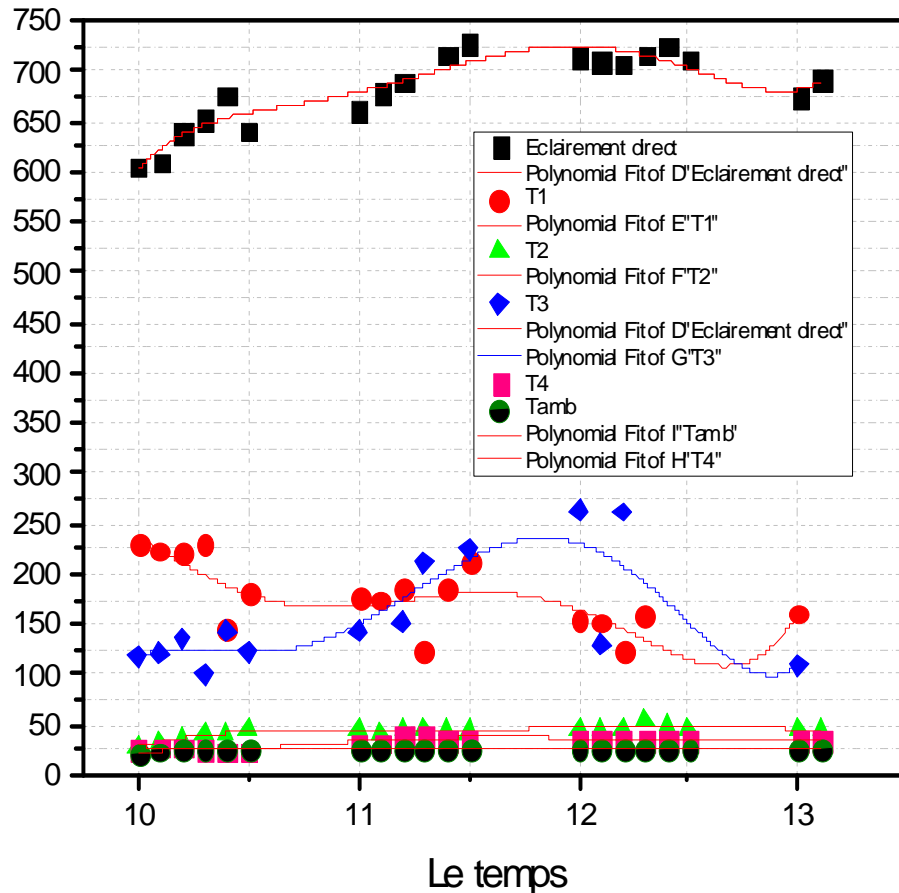 750
700
650
600
550
500
450
400
350
300
250
200
150
100
50
0
Eclairement direct
Polynomial Fit of D"Eclairement direct"
T1
Polynomial Fit of E"T1"
T2
Polynomial Fit of F"T2"
T3
Polynomial Fit of D"Eclairement direct"
Polynomial Fit of G"T3"
T4
Tamb
Polynomial Fit of I"Tamb"
Polynomial Fit of H"T4"
10 11 12 13
Le temps